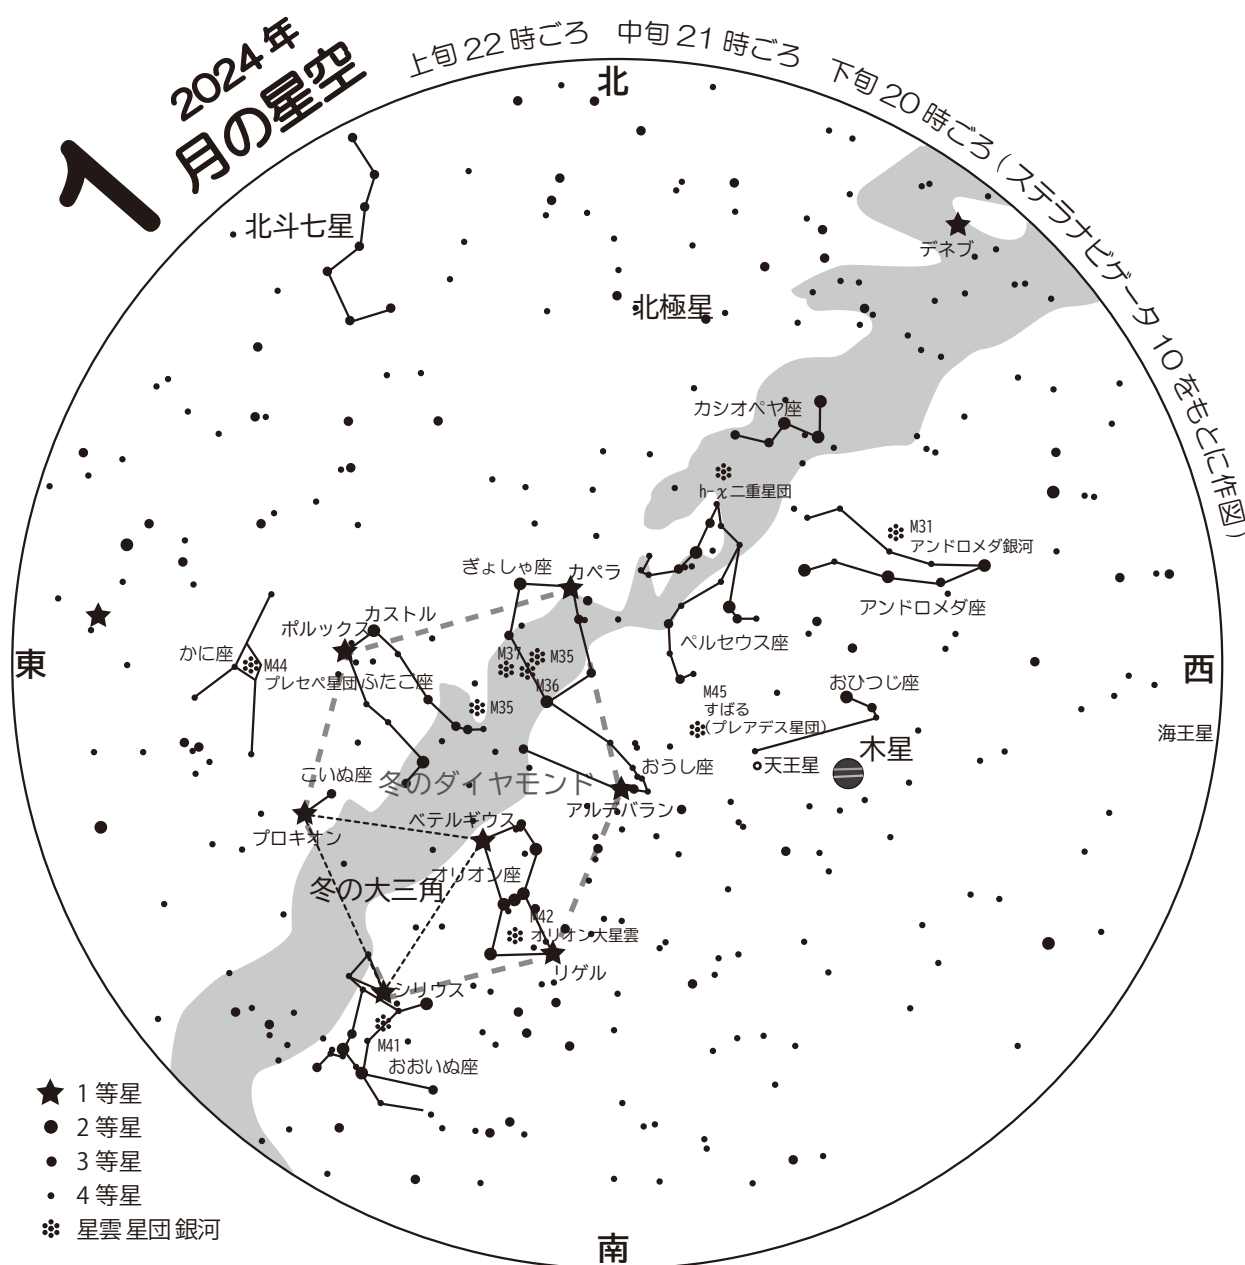 2024年
1月の星空
上旬22時ごろ 中旬21時ごろ 下旬20時ごろ（ステラナビゲータ10をもとに作図）
北
北斗七星
デネブ
北極星
カシオペヤ座
h-χ二重星団
M31
アンドロメダ銀河
ぎょしゃ座
カペラ
アンドロメダ座
カストル
ポルックス
ペルセウス座
かに座
M44
プレセペ星団
ふたご座
M37
M35
M36
東
西
M35
M45
すばる
（プレアデス星団）
おひつじ座
海王星
木星
天王星
こいぬ座
冬のダイヤモンド
おうし座
アルデバラン
プロキオン
ベテルギウス
オリオン座
冬の大三角
M42
オリオン大星雲
リゲル
シリウス
M41
おおいぬ座
1等星
2等星
3等星
4等星
星雲 星団 銀河
南